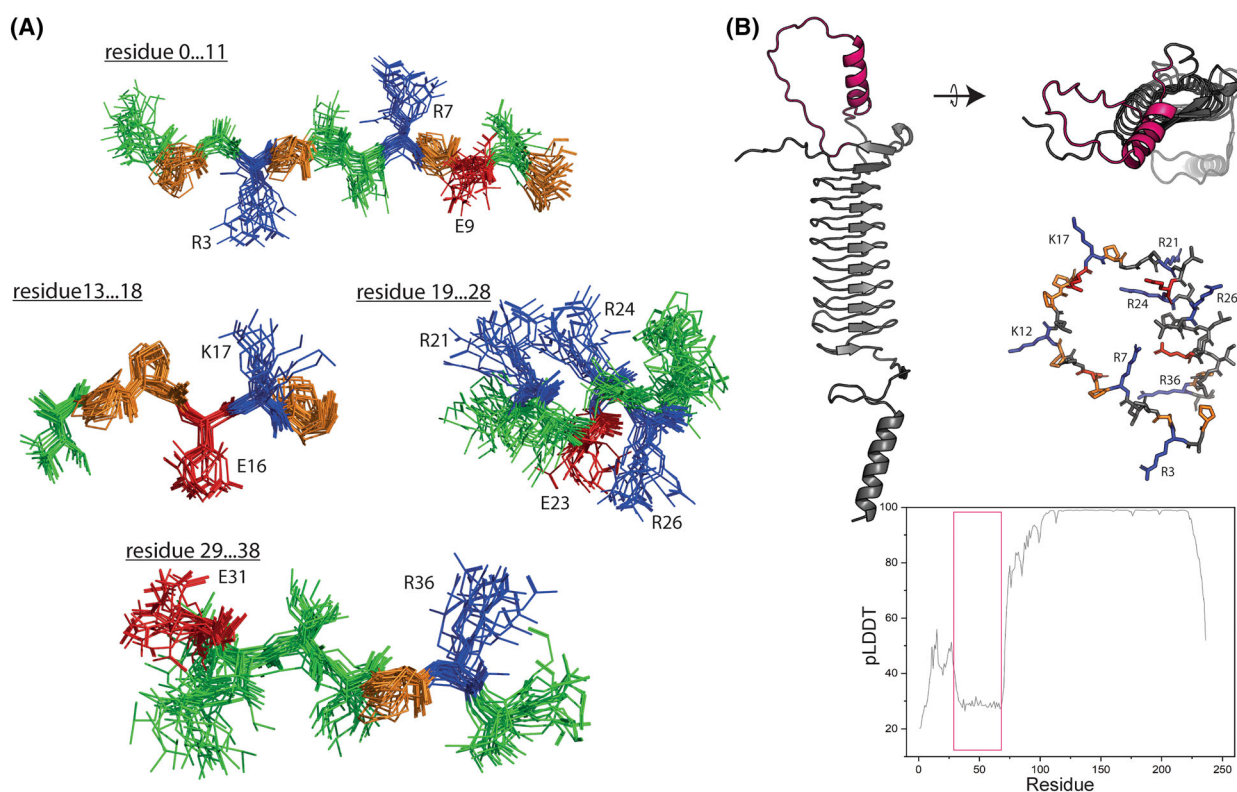 (A)
residue 0...11
R7
R3
E9
residue13...18
K17
E16
residue 19...28
R24
R21
E23
R26
residue 29...38
E31
R36
(B)
K17
R21
R24
R26
K12
R7
R36
R3
100
80
60
40
20
pLDDT
0
50
100
150
200
250
Residue